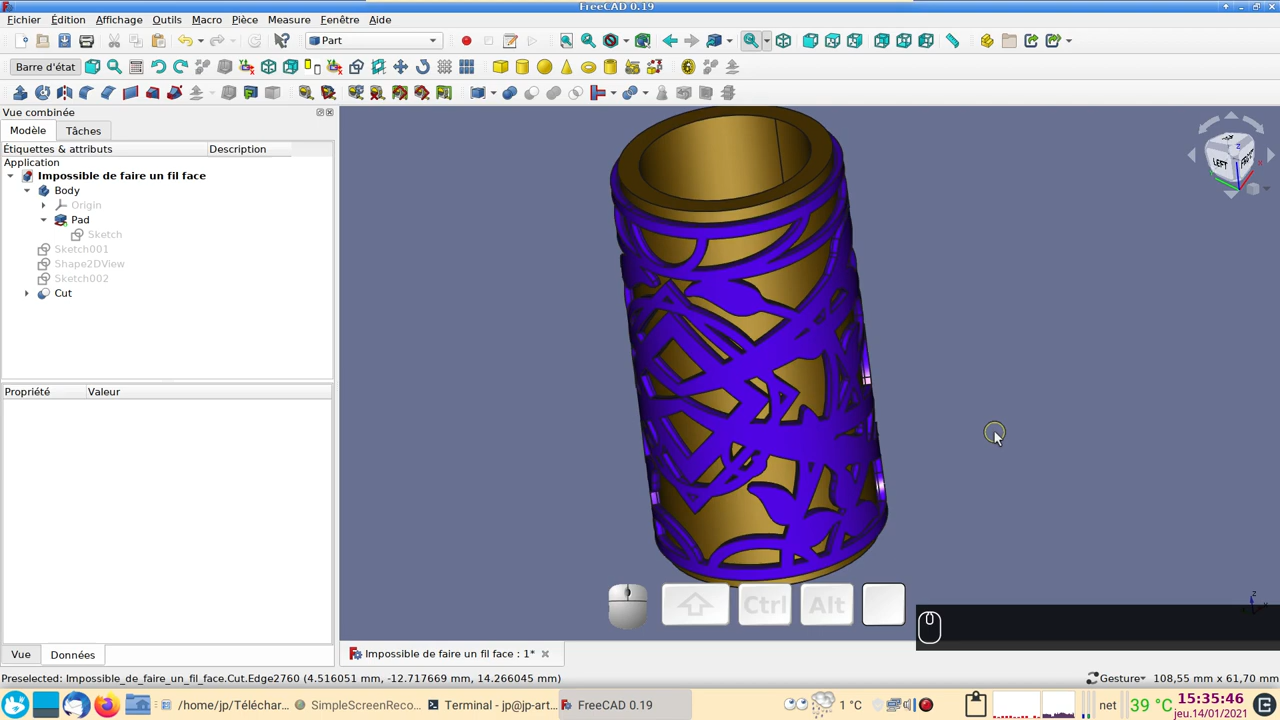 FreeCAD 0.19
Fichier Édition Affichage Outils Macro Pièce Measure Fenêtre Aide
Part
Barre d'état
Vue combinée
Modèle Tâches
Étiquettes & attributs Description
Application
Impossible de faire un fil face
Body
Origin
Pad
Sketch
Sketch001
Shape2DView
Sketch002
Cut
LEFT FRONT
Z
Propriété Valeur
Ctrl Alt
Vue Données
Impossible de faire un fil face : 1*
Preselected: Impossible_de_faire_un_fil_face.Cut.Edge2760 (4.516051 mm, -12.717669 mm, 14.266045 mm)
Gesture 108,55 mm x 61,70 mm
/home/jp/Téléchar... SimpleScreenReco... Terminal - jp@jp-art... FreeCAD 0.19
1 °C
net 39 °C
15:35:46
jeu.14/01/2021